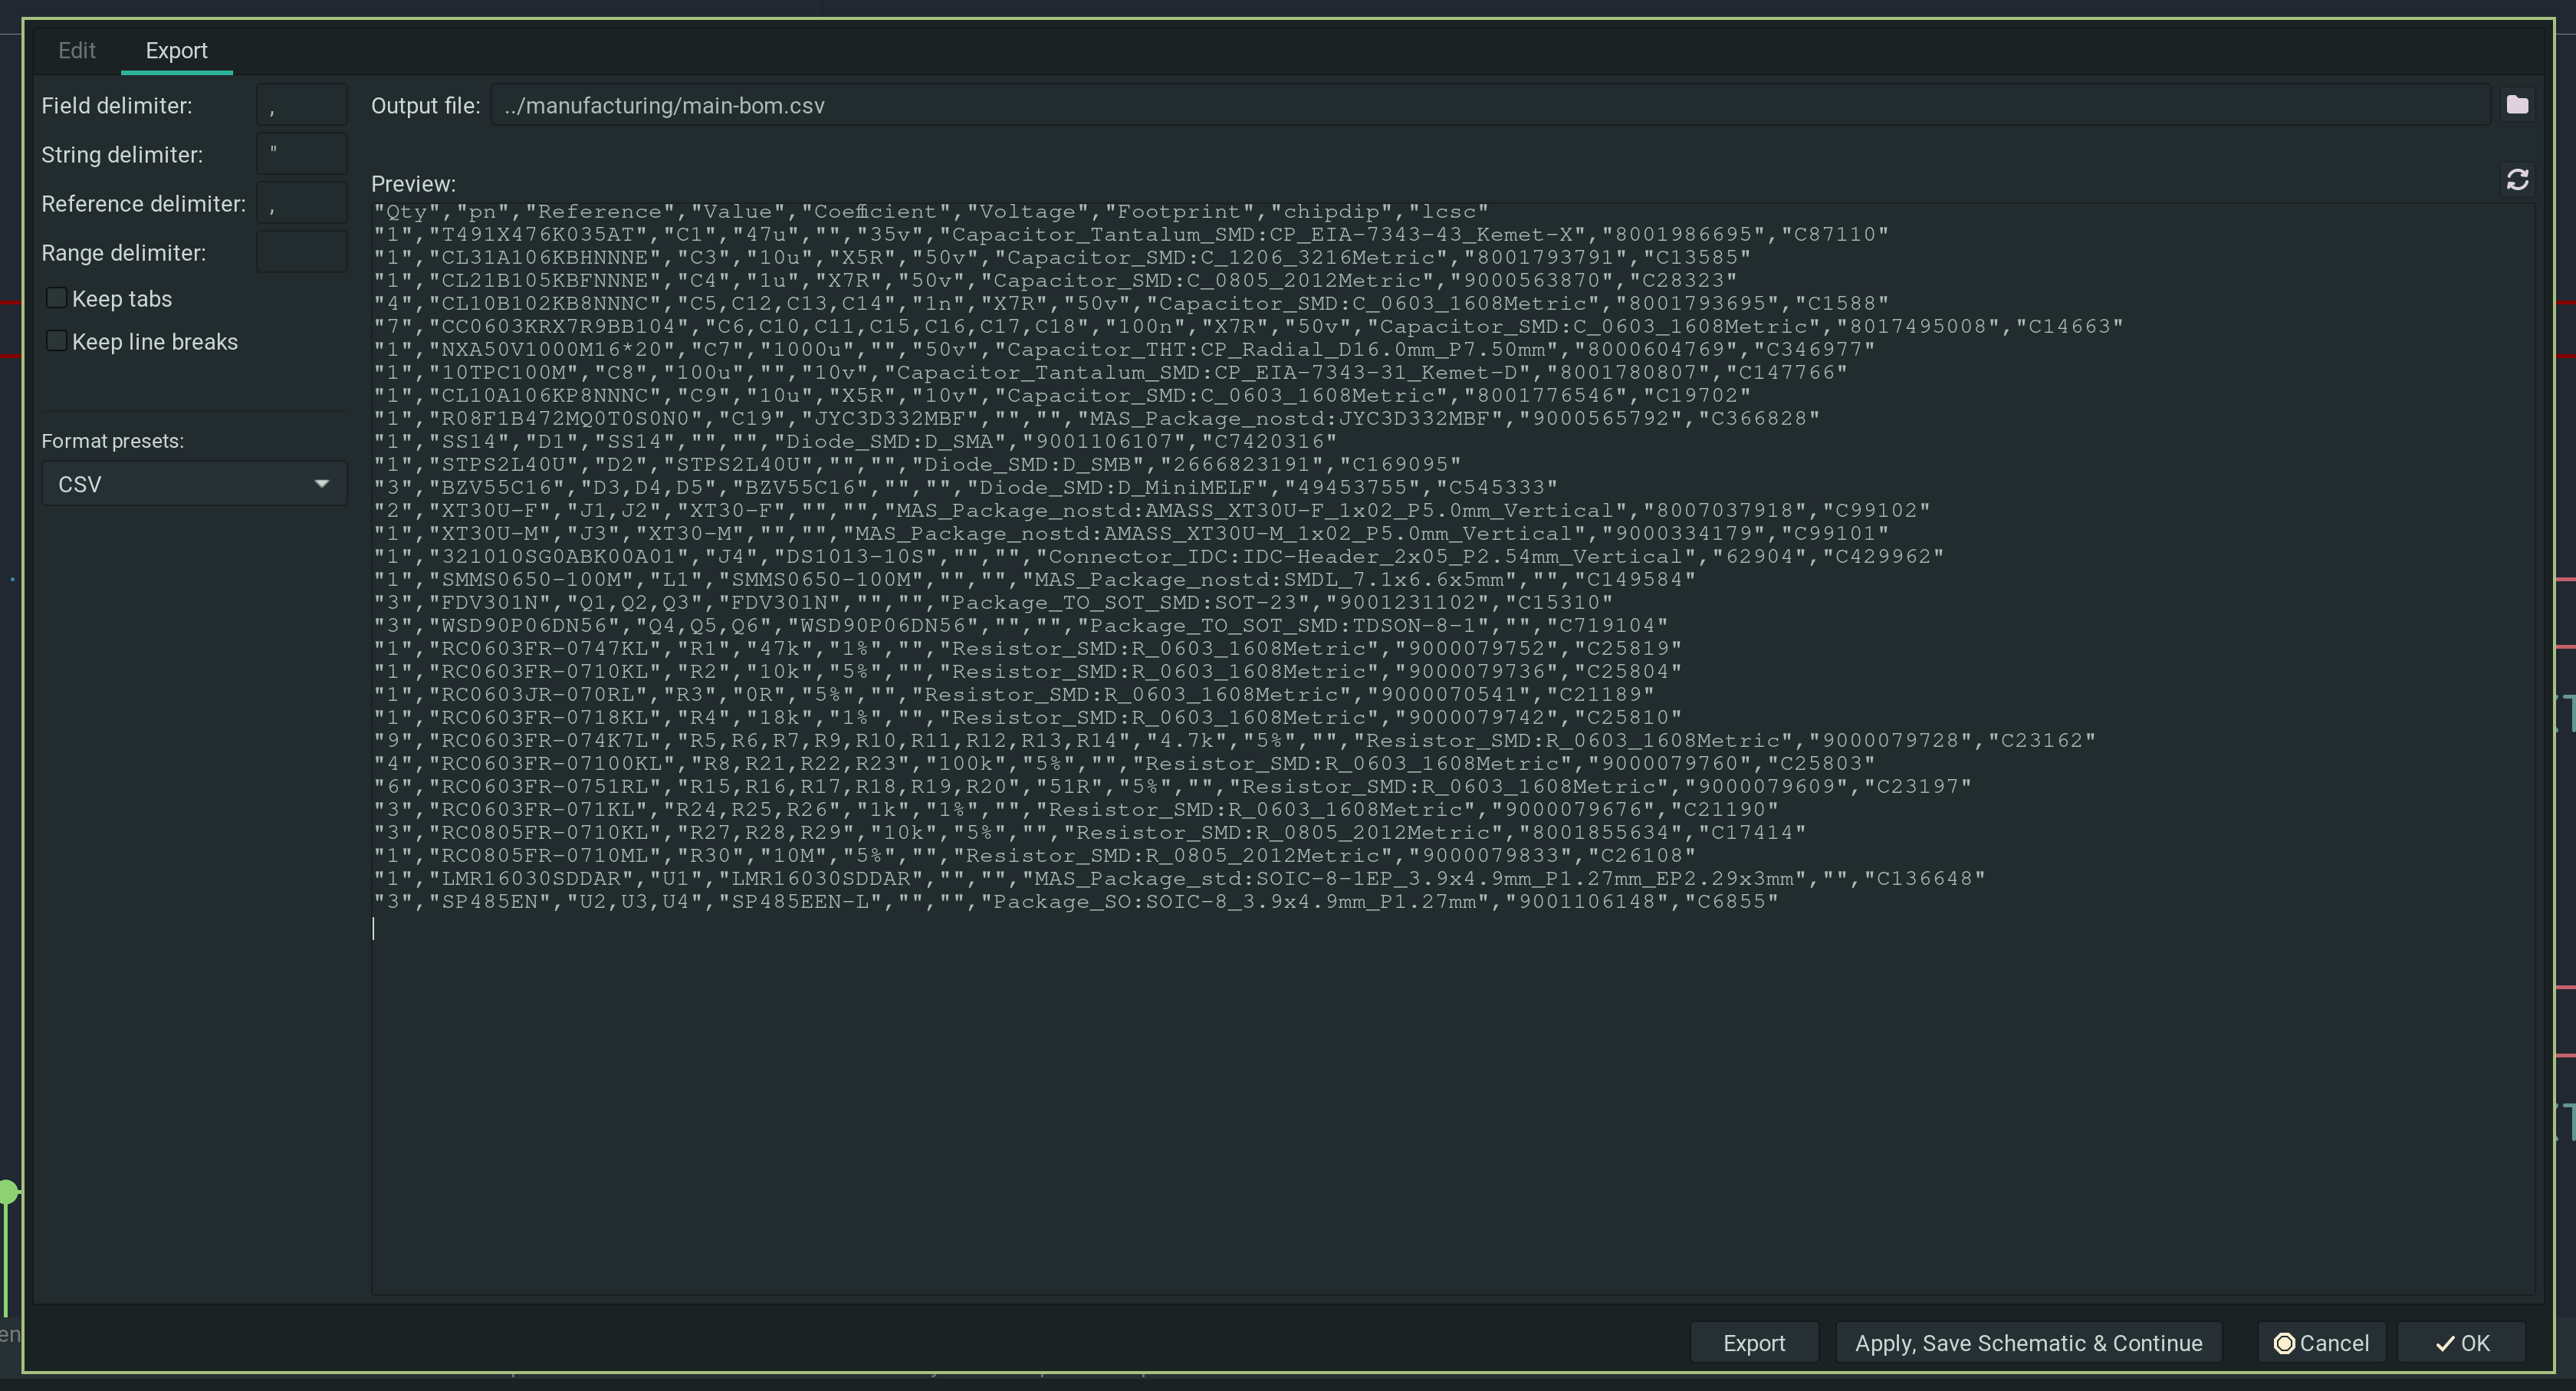 Edit
Export
Field delimiter:
,
Output file:
../manufacturing/main-bom.csv
String delimiter:
"
Reference delimiter:
,
Range delimiter:
Keep tabs
Keep line breaks
Format presets:
CSV
Preview:
"Qty","pn","Reference","Value","Coefficient","Voltage","Footprint","chipdip","lcsc"
"1","T491X476K035AT","C1","47u","","35v","Capacitor_Tantalum_SMD:CP_EIA-7343-43_Kemet-X","8001986695","C87110"
"1","CL31A106KBHNNNE","C3","10u","X5R","50v","Capacitor_SMD:C_1206_3216Metric","8001793791","C13585"
"1","CL21B105KBFNNNE","C4","1u","X7R","50v","Capacitor_SMD:C_0805_2012Metric","9000563870","C28323"
"4","CL10B102KB8NNNC","C5,C12,C13,C14","1n","X7R","50v","Capacitor_SMD:C_0603_1608Metric","8001793695","C1588"
"7","CC0603KRX7R9BB104","C6,C10,C11,C15,C16,C17,C18","100n","X7R","50v","Capacitor_SMD:C_0603_1608Metric","8017495008","C14663"
"1","NXA50V1000M16*20","C7","1000u","","50v","Capacitor_THT:CP_Radial_D16.0mm_P7.50mm","8000604769","C346977"
"1","10TPC100M","C8","100u","","10v","Capacitor_Tantalum_SMD:CP_EIA-7343-31_Kemet-D","8001780807","C147766"
"1","CL10A106KP8NNNC","C9","10u","X5R","10v","Capacitor_SMD:C_0603_1608Metric","8001776546","C19702"
"1","R08F1B472MQ0T0S0N0","C19","JYC3D332MBF","","","MAS_Package_nostd:JYC3D332MBF","9000565792","C366828"
"1","SS14","D1","SS14","","","Diode_SMD:D_SMA","9001106107","C7420316"
"1","STPS2L40U","D2","STPS2L40U","","","Diode_SMD:D_SMB","2666823191","C169095"
"3","BZV55C16","D3,D4,D5","BZV55C16","","","Diode_SMD:D_MiniMELF","49453755","C545333"
"2","XT30U-F","J1,J2","XT30-F","","","MAS_Package_nostd:AMASS_XT30U-F_1x02_P5.0mm_Vertical","8007037918","C99102"
"1","XT30U-M","J3","XT30-M","","","MAS_Package_nostd:AMASS_XT30U-M_1x02_P5.0mm_Vertical","9000334179","C99101"
"1","321010SG0ABK00A01","J4","DS1013-10S","","","Connector_IDC:IDC-Header_2x05_P2.54mm_Vertical","62904","C429962"
"1","SMMS0650-100M","L1","SMMS0650-100M","","","MAS_Package_nostd:SMDL_7.1x6.6x5mm","","C149584"
"3","FDV301N","Q1,Q2,Q3","FDV301N","","","Package_TO_SOT_SMD:SOT-23","9001231102","C15310"
"3","WSD90P06DN56","Q4,Q5,Q6","WSD90P06DN56","","","Package_TO_SOT_SMD:TDSON-8-1","","C719104"
"1","RC0603FR-0747KL","R1","47k","1%","","Resistor_SMD:R_0603_1608Metric","9000079752","C25819"
"1","RC0603FR-0710KL","R2","10k","5%","","Resistor_SMD:R_0603_1608Metric","9000079736","C25804"
"1","RC0603JR-070RL","R3","0R","5%","","Resistor_SMD:R_0603_1608Metric","9000070541","C21189"
"1","RC0603FR-0718KL","R4","18k","1%","","Resistor_SMD:R_0603_1608Metric","9000079742","C25810"
"9","RC0603FR-074K7L","R5,R6,R7,R9,R10,R11,R12,R13,R14","4.7k","5%","","Resistor_SMD:R_0603_1608Metric","9000079728","C23162"
"4","RC0603FR-07100KL","R8,R21,R22,R23","100k","5%","","Resistor_SMD:R_0603_1608Metric","9000079760","C25803"
"6","RC0603FR-0751RL","R15,R16,R17,R18,R19,R20","51R","5%","","Resistor_SMD:R_0603_1608Metric","9000079609","C23197"
"3","RC0603FR-071KL","R24,R25,R26","1k","1%","","Resistor_SMD:R_0603_1608Metric","9000079676","C21190"
"3","RC0805FR-0710KL","R27,R28,R29","10k","5%","","Resistor_SMD:R_0805_2012Metric","8001855634","C17414"
"1","RC0805FR-0710ML","R30","10M","5%","","Resistor_SMD:R_0805_2012Metric","9000079833","C26108"
"1","LMR16030SDDAR","U1","LMR16030SDDAR","","","MAS_Package_std:SOIC-8-1EP_3.9x4.9mm_P1.27mm_EP2.29x3mm","","C136648"
"3","SP485EN","U2,U3,U4","SP485EEN-L","","","Package_SO:SOIC-8_3.9x4.9mm_P1.27mm","9001106148","C6855"
Export
Apply, Save Schematic & Continue
Cancel
OK